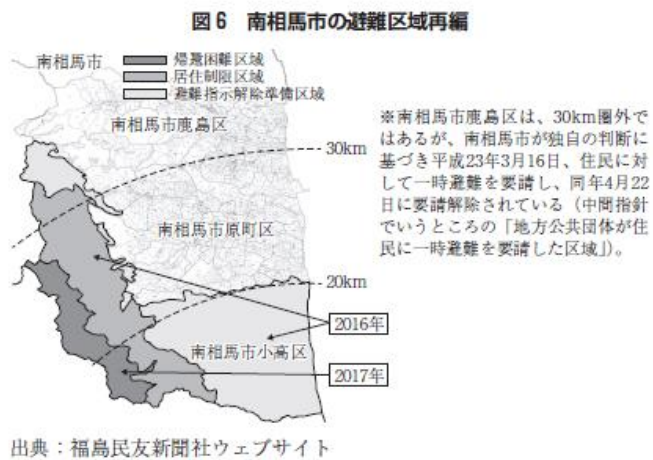 図6 南相馬市の避難区域再編
南相馬市
帰還困難区域
居住制限区域
避難指示解除準備区域
南相馬市鹿島区
30km
南相馬市原町区
20km
2016年
南相馬市小高区
2017年
※南相馬市鹿島区は、30km圏外で
はあるが、南相馬市が独自の判断に
基づき平成23年3月16日、住民に対
して一時避難を要請し、同年4月22
日に要請解除されている（中間指針
でいうところの「地方公共団体が住
民に一時避難を要請した区域」）。
出典：福島民友新聞社ウェブサイト